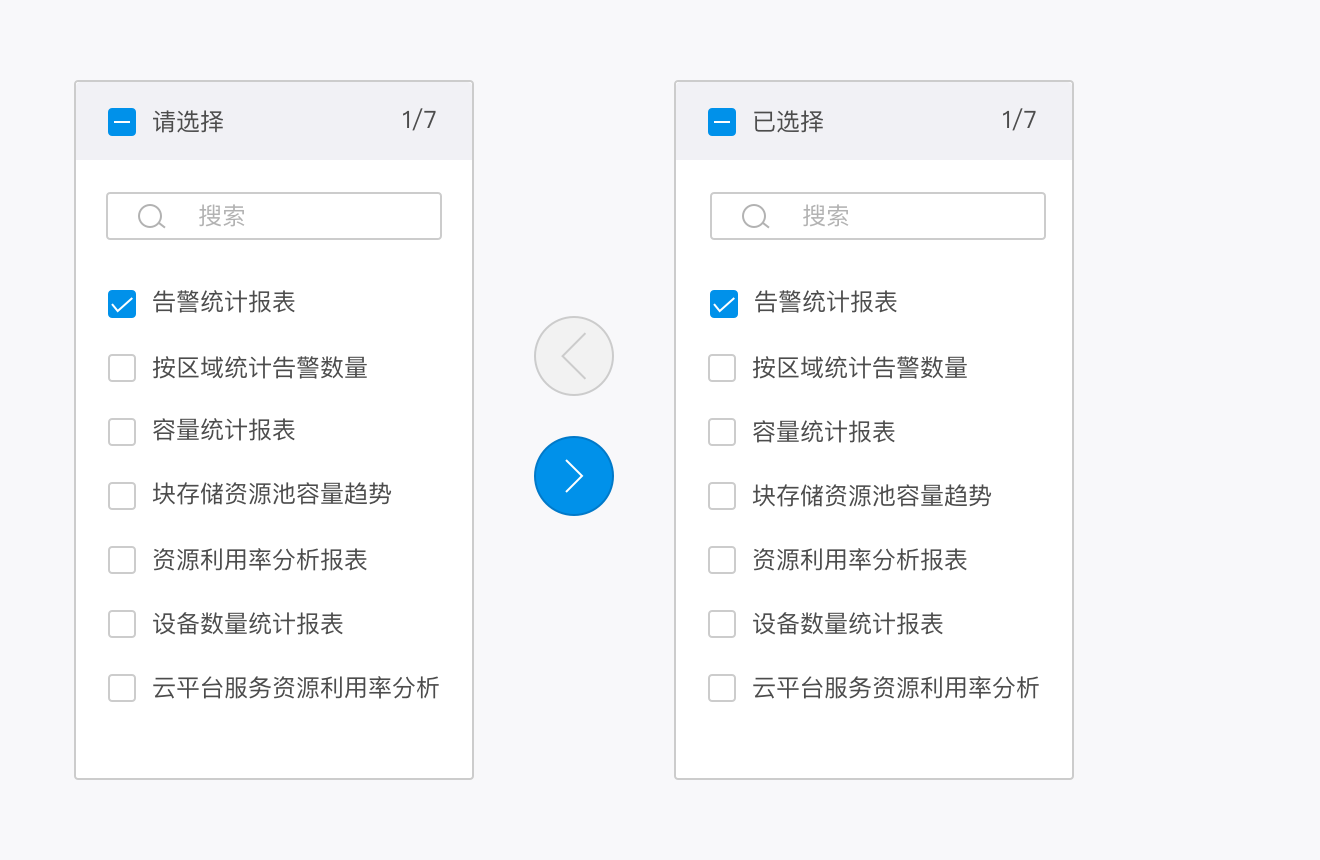 请选择 1/7
搜索
告警统计报表
按区域统计告警数量
容量统计报表
块存储资源池容量趋势
资源利用率分析报表
设备数量统计报表
云平台服务资源利用率分析
已选择 1/7
搜索
告警统计报表
按区域统计告警数量
容量统计报表
块存储资源池容量趋势
资源利用率分析报表
设备数量统计报表
云平台服务资源利用率分析